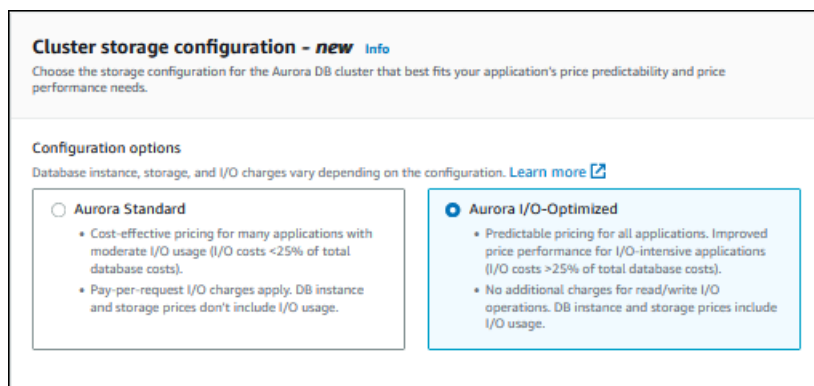 Cluster storage configuration - new Info
Choose the storage configuration for the Aurora DB cluster that best fits your application's price predictability and price
performance needs.
Configuration options
Database instance, storage, and I/O charges vary depending on the configuration. Learn more
Aurora Standard
• Cost-effective pricing for many applications with
moderate I/O usage (I/O costs <25% of total
database costs).
• Pay-per-request I/O charges apply. DB instance
and storage prices don't include I/O usage.
Aurora I/O-Optimized
• Predictable pricing for all applications. Improved
price performance for I/O-intensive applications
(I/O costs >25% of total database costs).
• No additional charges for read/write I/O
operations. DB instance and storage prices include
I/O usage.